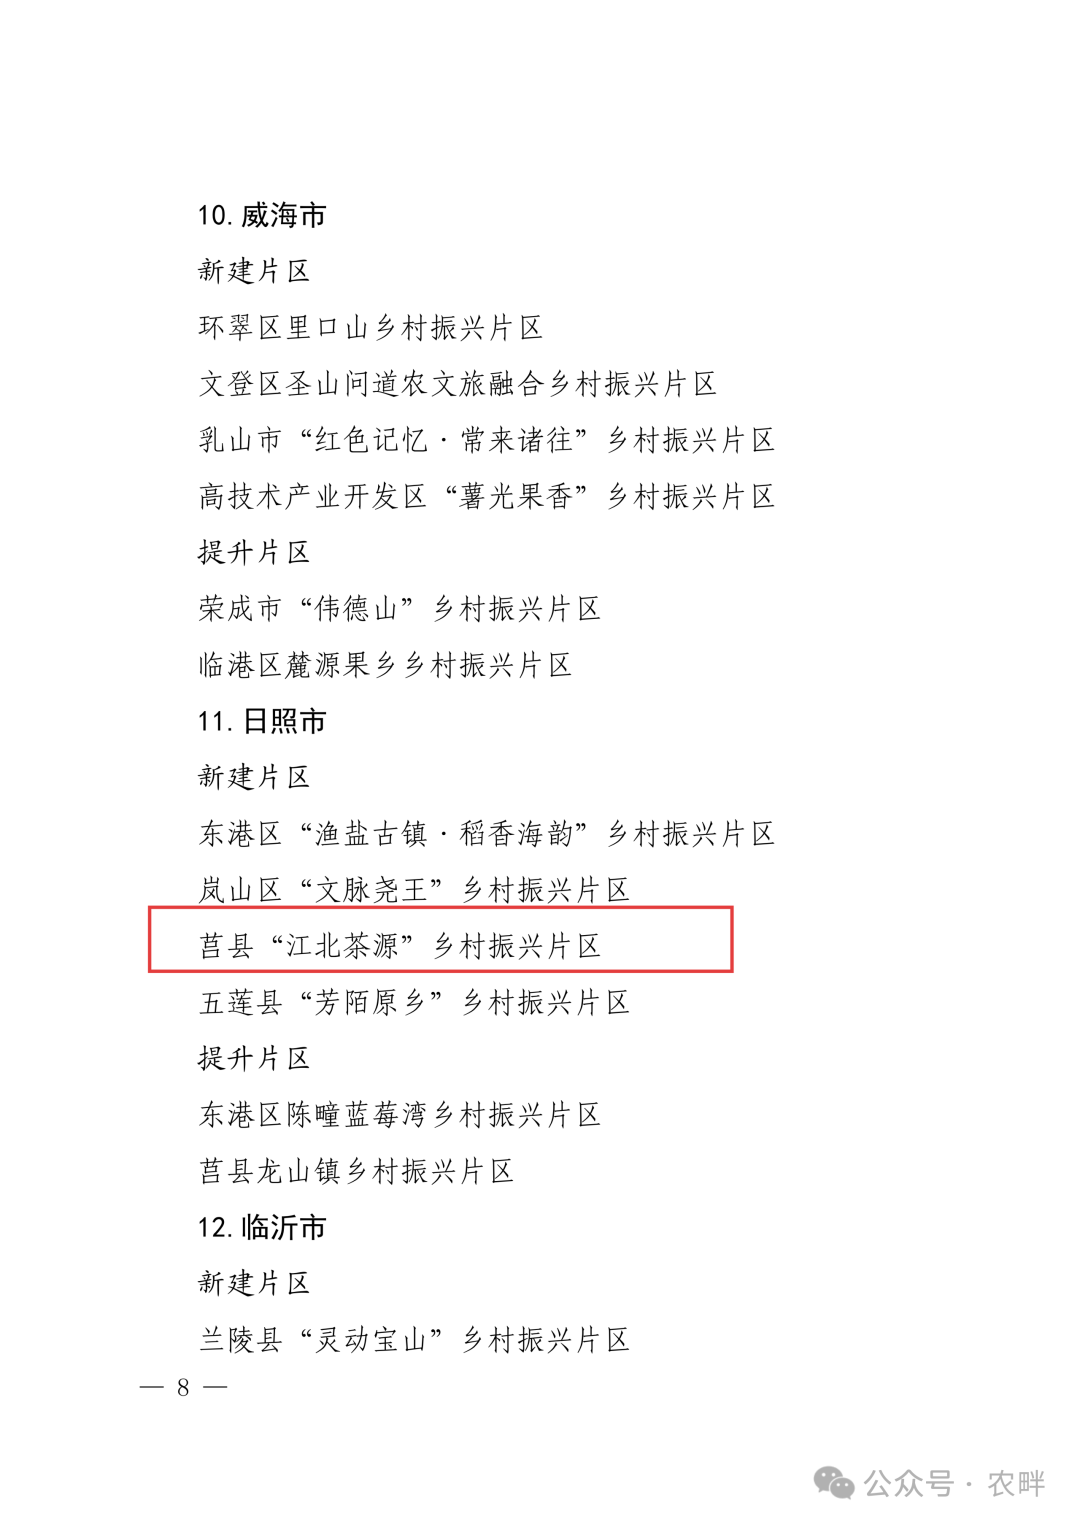 10.威海市
新建片区
环翠区里口山乡村振兴片区
文登区圣山问道农文旅融合乡村振兴片区
乳山市“红色记忆·常来诸往”乡村振兴片区
高技术产业开发区“薯光果香”乡村振兴片区
提升片区
荣成市“伟德山”乡村振兴片区
临港区麓源果乡乡村振兴片区
11.日照市
新建片区
东港区“渔盐古镇·稻香海韵”乡村振兴片区
岚山区“文脉尧王”乡村振兴片区
莒县“江北茶源”乡村振兴片区
五莲县“芳陌原乡”乡村振兴片区
提升片区
东港区陈疃蓝莓湾乡村振兴片区
莒县龙山镇乡村振兴片区
12.临沂市
新建片区
兰陵县“灵动宝山”乡村振兴片区
— 8 —
公众号·农畔